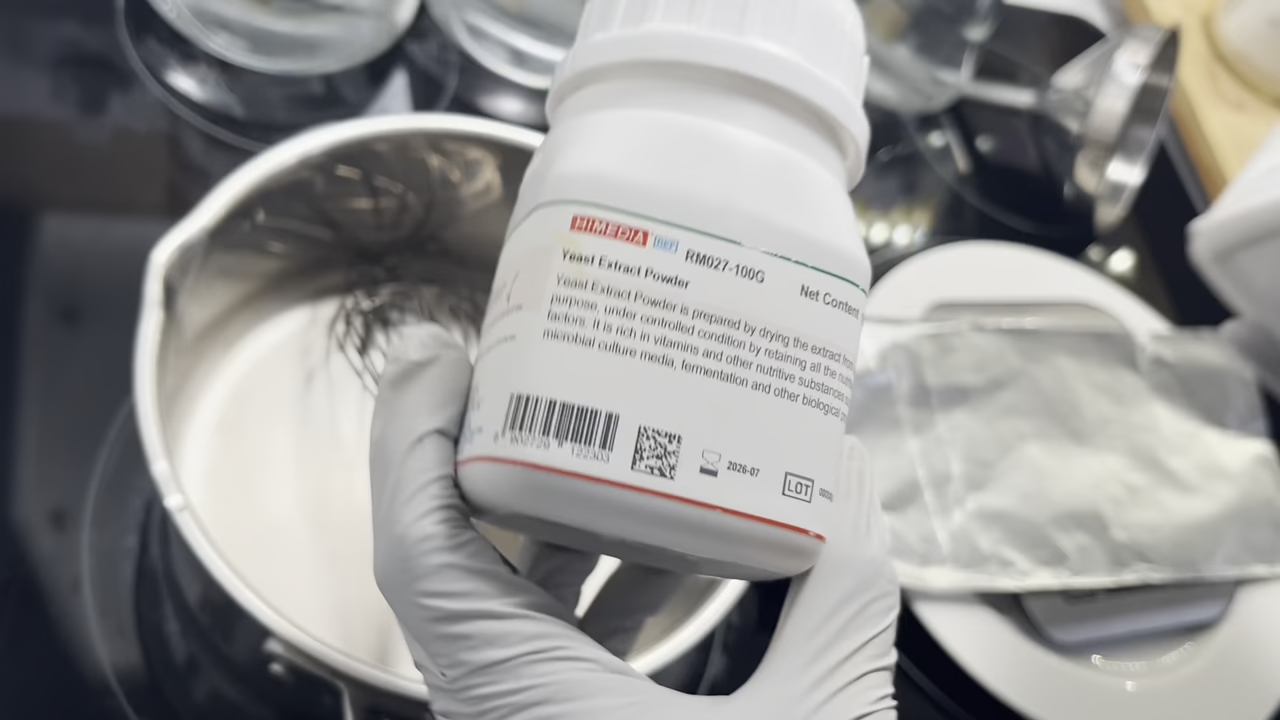 HIMEDIA REF RM027-100G
Yeast Extract Powder
Net Content
Yeast Extract Powder is prepared by drying the extract from
purpose, under controlled condition by retaining all the
factors. It is rich in vitamins and other nutritive substances
microbial culture media, fermentation and other biological
2026-07
LOT